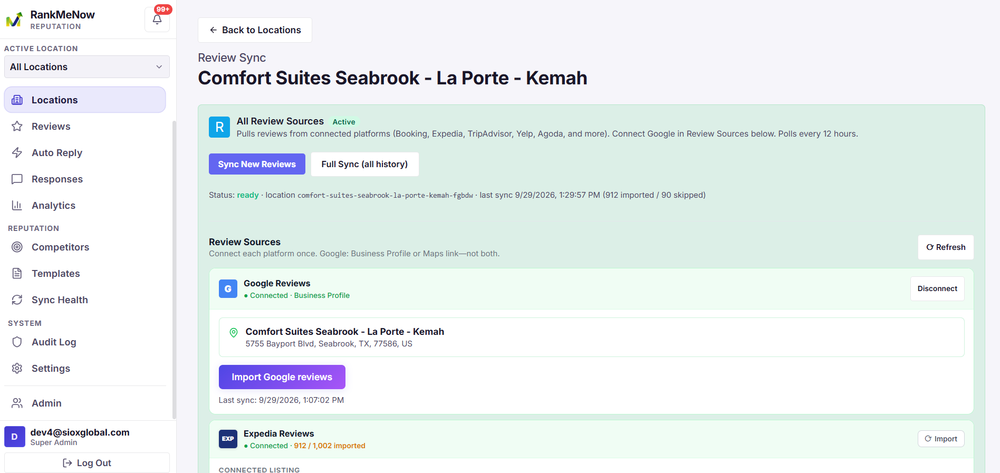 RankMeNow
REPUTATION
99+
ACTIVE LOCATION
All Locations
Locations
Reviews
Auto Reply
Responses
Analytics
REPUTATION
Competitors
Templates
Sync Health
SYSTEM
Audit Log
Settings
Admin
D
dev4@sioxglobal.com
Super Admin
Log Out
Back to Locations
Review Sync
Comfort Suites Seabrook - La Porte - Kemah
R
All Review Sources Active
Pulls reviews from connected platforms (Booking, Expedia, TripAdvisor, Yelp, Agoda, and more). Connect Google in Review Sources below. Polls every 12 hours.
Sync New Reviews
Full Sync (all history)
Status: ready · location comfort-suites-seabrook-la-porte-kemah-fgbdw · last sync 9/29/2026, 1:29:57 PM (912 imported / 90 skipped)
Review Sources
Connect each platform once. Google: Business Profile or Maps link—not both.
Refresh
G
Google Reviews
● Connected · Business Profile
Disconnect
Comfort Suites Seabrook - La Porte - Kemah
5755 Bayport Blvd, Seabrook, TX, 77586, US
Import Google reviews
Last sync: 9/29/2026, 1:07:02 PM
EXP
Expedia Reviews
● Connected · 912 / 1,002 imported
Import
CONNECTED LISTING